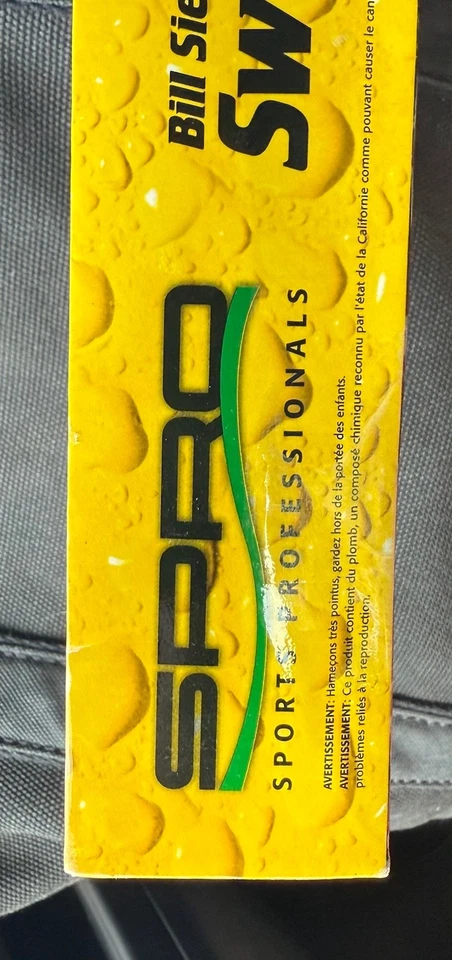 SPRO
SPORTS PROFESSIONALS
Bill Sie
Sw
AVERTISSEMENT: Hameçons très pointus, gardez hors de la portée des enfants.
AVERTISSEMENT: Ce produit contient du plomb, un composé chimique reconnu par l'état de la Californie comme pouvant causer le can
problèmes reliés à la reproduction.